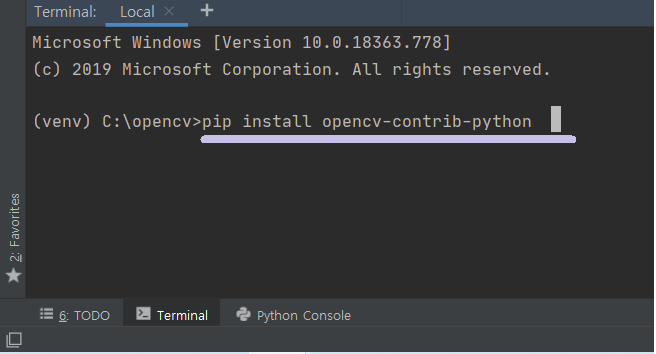 Terminal: Local × +
Microsoft Windows [Version 10.0.18363.778]
(c) 2019 Microsoft Corporation. All rights reserved.
(venv) C:\opencv>pip install opencv-contrib-python
2: Favorites
6: TODO Terminal Python Console